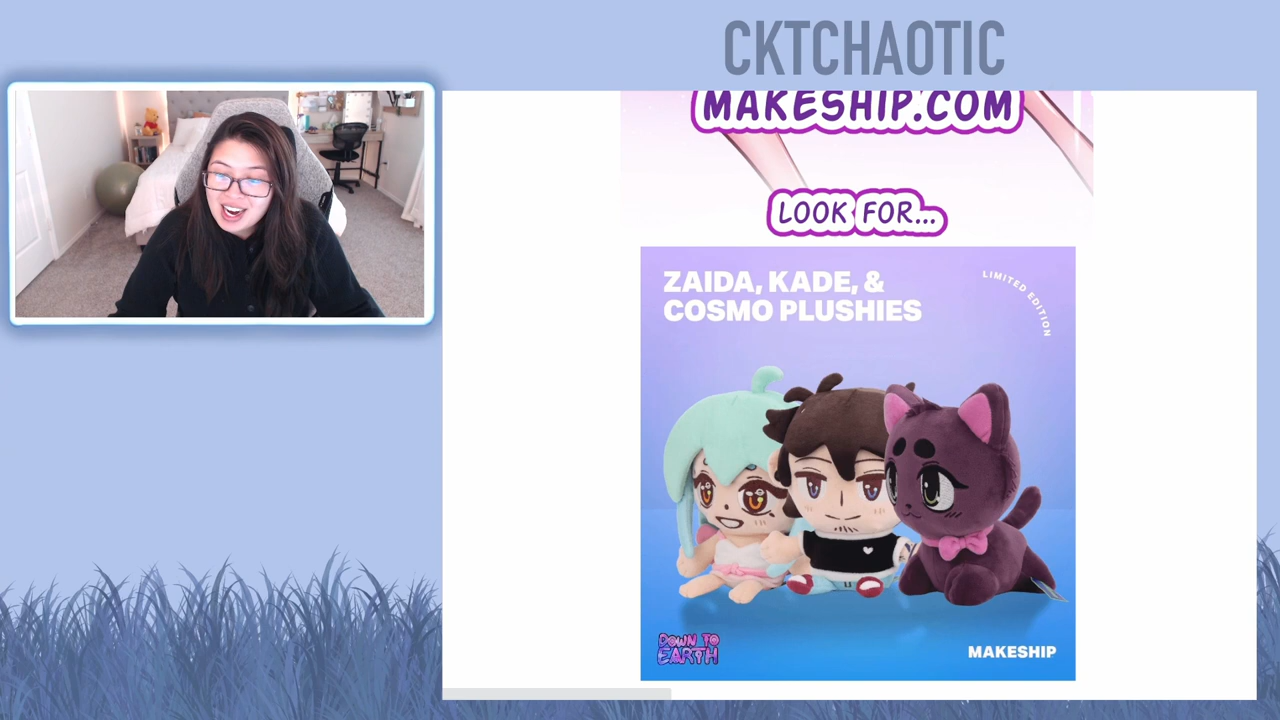 CKTCHAOTIC
MAKESHIP.COM
LOOK FOR...
ZAIDA, KADE, &
COSMO PLUSHIES
LIMITED EDITION
DOWN TO
EARTH
MAKESHIP